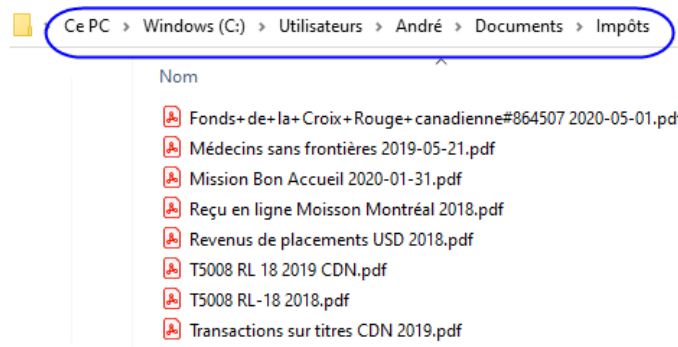 Ce PC > Windows (C:) > Utilisateurs > André > Documents > Impôts
Nom
Fonds+de+la+Croix+Rouge+canadienne#864507 2020-05-01.pd
Médecins sans frontières 2019-05-21.pdf
Mission Bon Accueil 2020-01-31.pdf
Reçu en ligne Moisson Montréal 2018.pdf
Revenus de placements USD 2018.pdf
T5008 RL 18 2019 CDN.pdf
T5008 RL-18 2018.pdf
Transactions sur titres CDN 2019.pdf